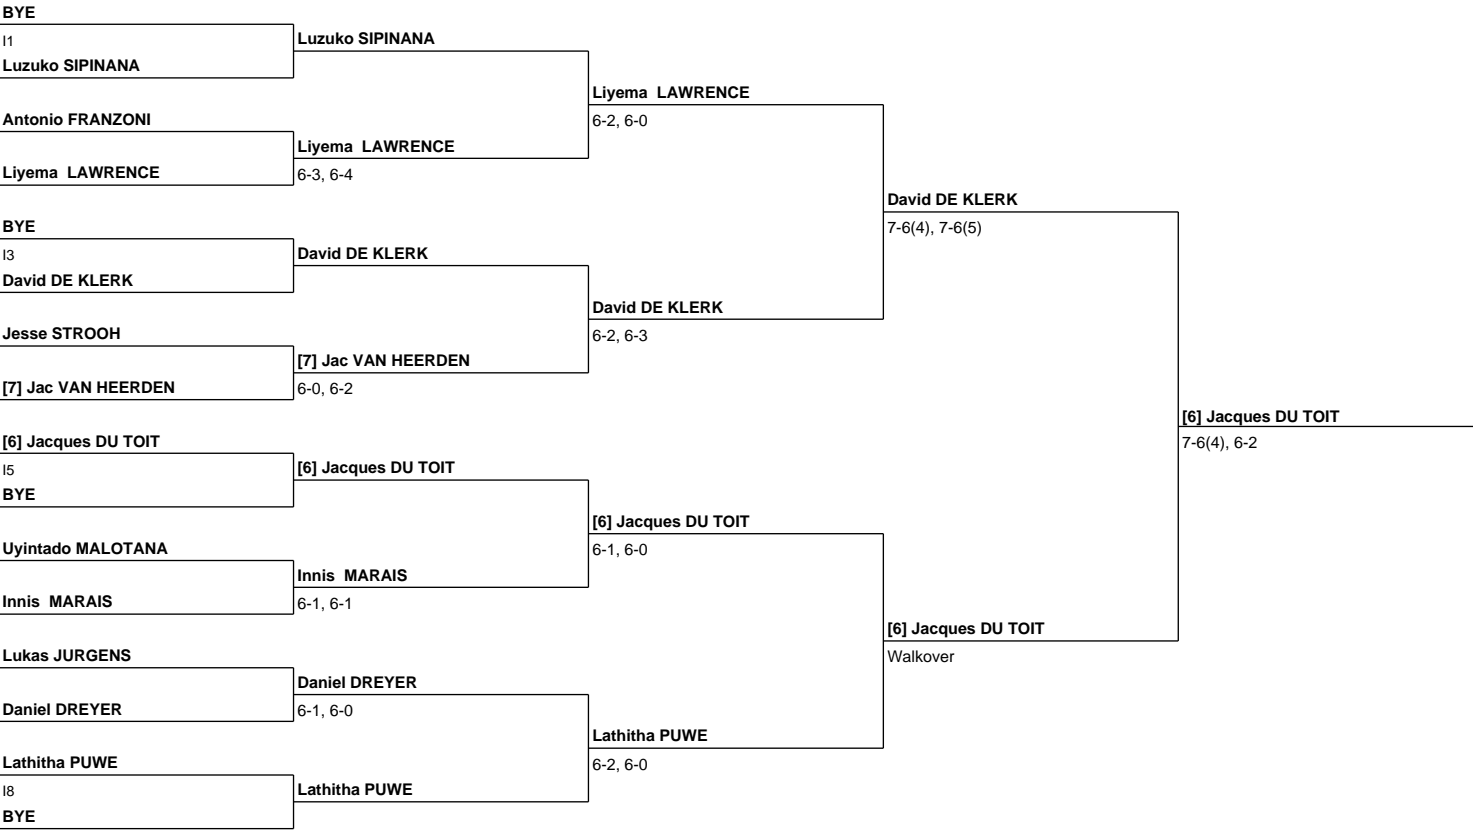 BYE
I1
Luzuko SIPINANA
Antonio FRANZONI
Liyema  LAWRENCE
BYE
I3
David DE KLERK
Jesse STROOH
[7] Jac VAN HEERDEN
[6] Jacques DU TOIT
I5
BYE
Uyintado MALOTANA
Innis  MARAIS
Lukas JURGENS
Daniel DREYER
Lathitha PUWE
I8
BYE
Luzuko SIPINANA
Liyema  LAWRENCE
6-3, 6-4
David DE KLERK
[7] Jac VAN HEERDEN
6-0, 6-2
[6] Jacques DU TOIT
Innis  MARAIS
6-1, 6-1
Daniel DREYER
6-1, 6-0
Lathitha PUWE
Liyema  LAWRENCE
6-2, 6-0
David DE KLERK
6-2, 6-3
[6] Jacques DU TOIT
6-1, 6-0
Lathitha PUWE
6-2, 6-0
David DE KLERK
7-6(4), 7-6(5)
[6] Jacques DU TOIT
Walkover
[6] Jacques DU TOIT
7-6(4), 6-2